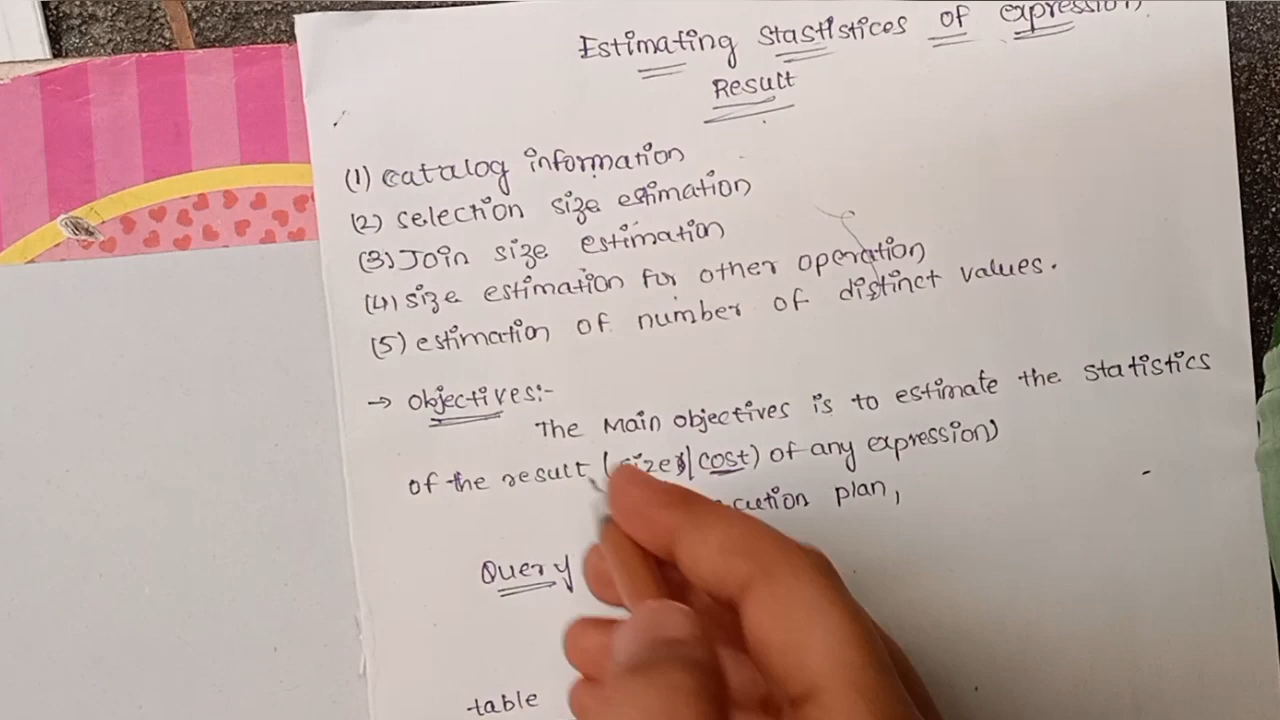 Estimating Stastistices of expression
Result
(1) catalog information
(2) selection size estimation
(3) Join size estimation
(4) size estimation for other operation
(5) estimation of number of distinct values.
→ Objectives:-
The Main objectives is to estimate the statistics
of the result (size|cost) of any expression
plan,
Query
table